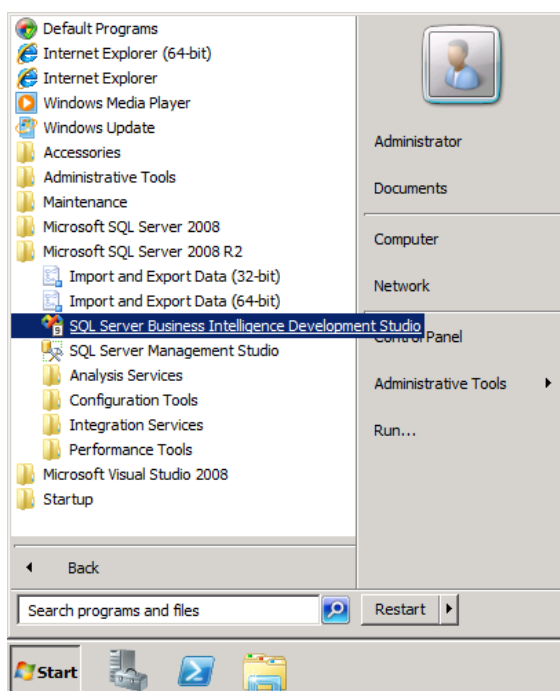 Default Programs
Internet Explorer (64-bit)
Internet Explorer
Windows Media Player
Windows Update
Accessories
Administrative Tools
Maintenance
Microsoft SQL Server 2008
Microsoft SQL Server 2008 R2
Import and Export Data (32-bit)
Import and Export Data (64-bit)
SQL Server Business Intelligence Development Studio
SQL Server Management Studio
Analysis Services
Configuration Tools
Integration Services
Performance Tools
Microsoft Visual Studio 2008
Startup
Back
Search programs and files
Administrator
Documents
Computer
Network
Control Panel
Administrative Tools
Run...
Restart
Start